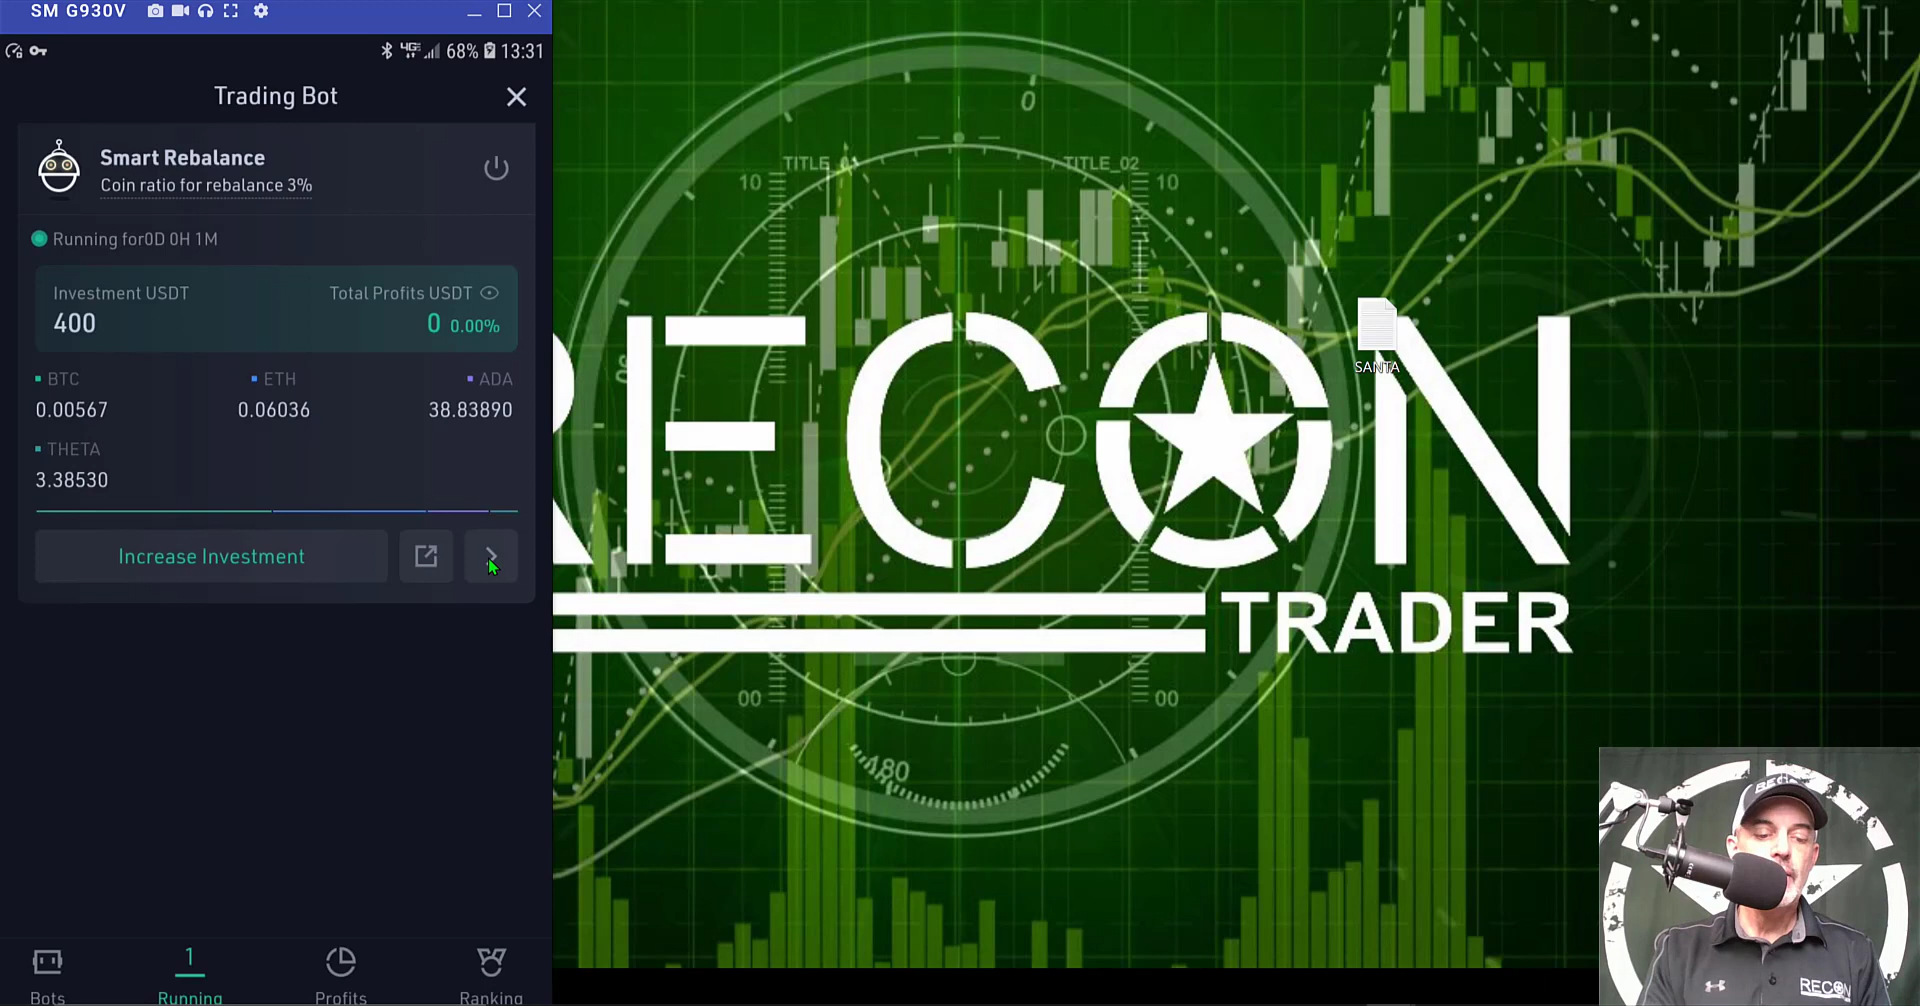 SM G930V
68% 13:31
Trading Bot
Smart Rebalance
Coin ratio for rebalance 3%
Running for0D 0H 1M
Investment USDT
Total Profits USDT
400
0 0.00%
BTC
ETH
ADA
0.00567
0.06036
38.83890
THETA
3.38530
Increase Investment
Bots
1
Running
Profits
Ranking
0
TITLE_
TITLE_02
10
10
RECON
SANTA
TRADER
00
00
180
RECON